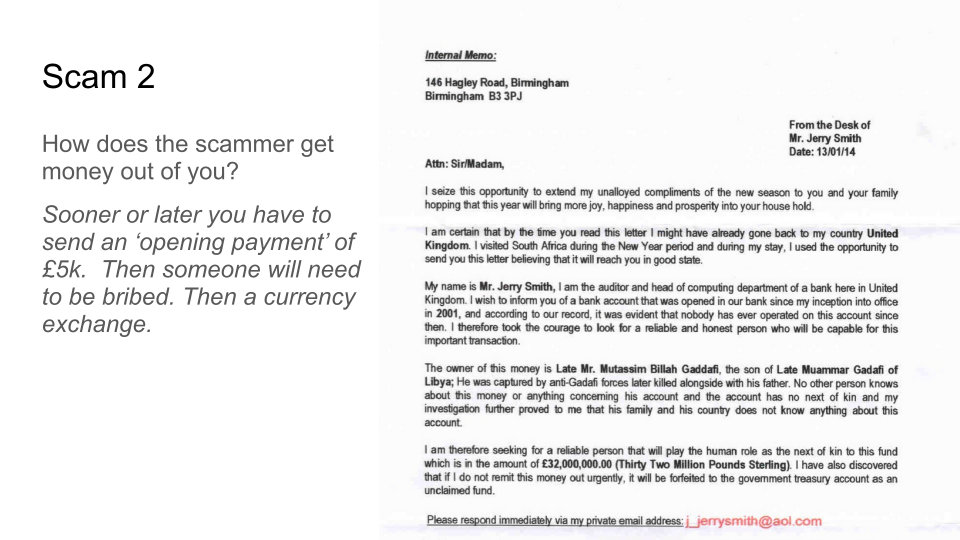 Scam 2
How does the scammer get
money out of you?
Sooner or later you have to
send an ‘opening payment’ of
£5k.  Then someone will need
to be bribed. Then a currency
exchange.
Internal Memo:
146 Hagley Road, Birmingham
Birmingham  B3 3PJ
From the Desk of
Mr. Jerry Smith
Date: 13/01/14
Attn: Sir/Madam,
I seize this opportunity to extend my unalloyed compliments of the new season to you and your family
hopping that this year will bring more joy, happiness and prosperity into your house hold.
I am certain that by the time you read this letter I might have already gone back to my country United
Kingdom. I visited South Africa during the New Year period and during my stay, I used the opportunity to
send you this letter believing that it will reach you in good state.
My name is Mr. Jerry Smith, I am the auditor and head of computing department of a bank here in United
Kingdom. I wish to inform you of a bank account that was opened in our bank since my inception into office
in 2001, and according to our record, it was evident that nobody has ever operated on this account since
then. I therefore took the courage to look for a reliable and honest person who will be capable for this
important transaction.
The owner of this money is Late Mr. Mutassim Billah Gaddafi, the son of Late Muammar Gadafi of
Libya; He was captured by anti-Gadafi forces later killed alongside with his father. No other person knows
about this money or anything concerning his account and the account has no next of kin and my
investigation further proved to me that his family and his country does not know anything about this
account.
I am therefore seeking for a reliable person that will play the human role as the next of kin to this fund
which is in the amount of £32,000,000.00 (Thirty Two Million Pounds Sterling). I have also discovered
that if I do not remit this money out urgently, it will be forfeited to the government treasury account as an
unclaimed fund.
Please respond immediately via my private email address: j_jerrysmith@aol.com